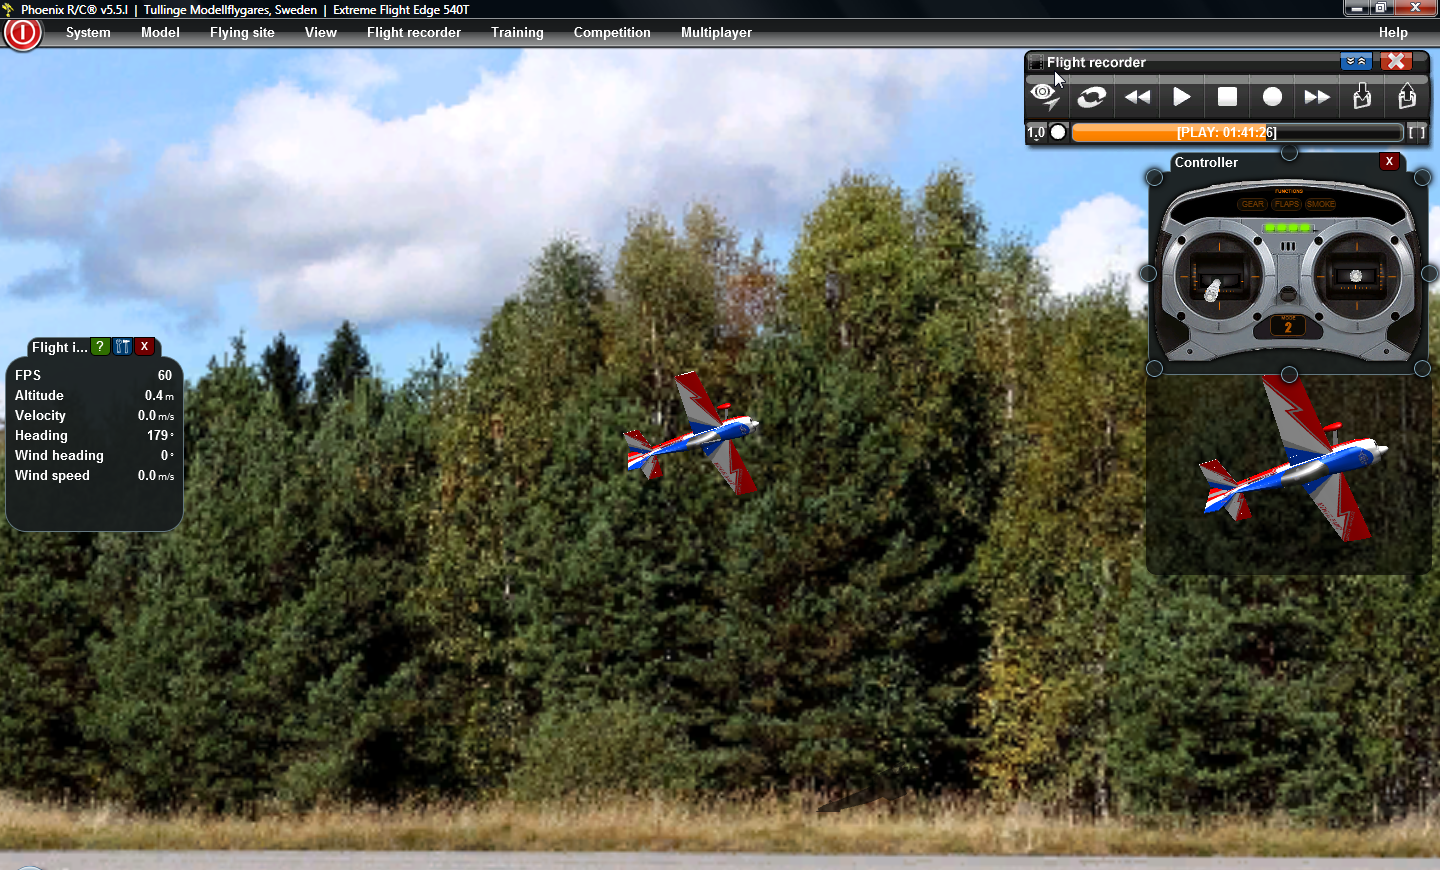 Phoenix R/C® v5.5.l | Tullinge Modellflygares, Sweden | Extreme Flight Edge 540T
System Model Flying site View Flight recorder Training Competition Multiplayer Help
Flight recorder
1.0 [PLAY: 01:41:26] [ ]
Controller X
FUNCTIONS
GEAR FLAPS SMOKE
MODE
2
Flight i... ? X
FPS 60
Altitude 0.4 m
Velocity 0.0 m/s
Heading 179 °
Wind heading 0 °
Wind speed 0.0 m/s